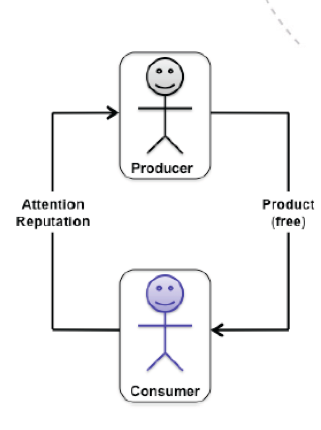 Producer
Attention
Reputation
Product
(free)
Consumer